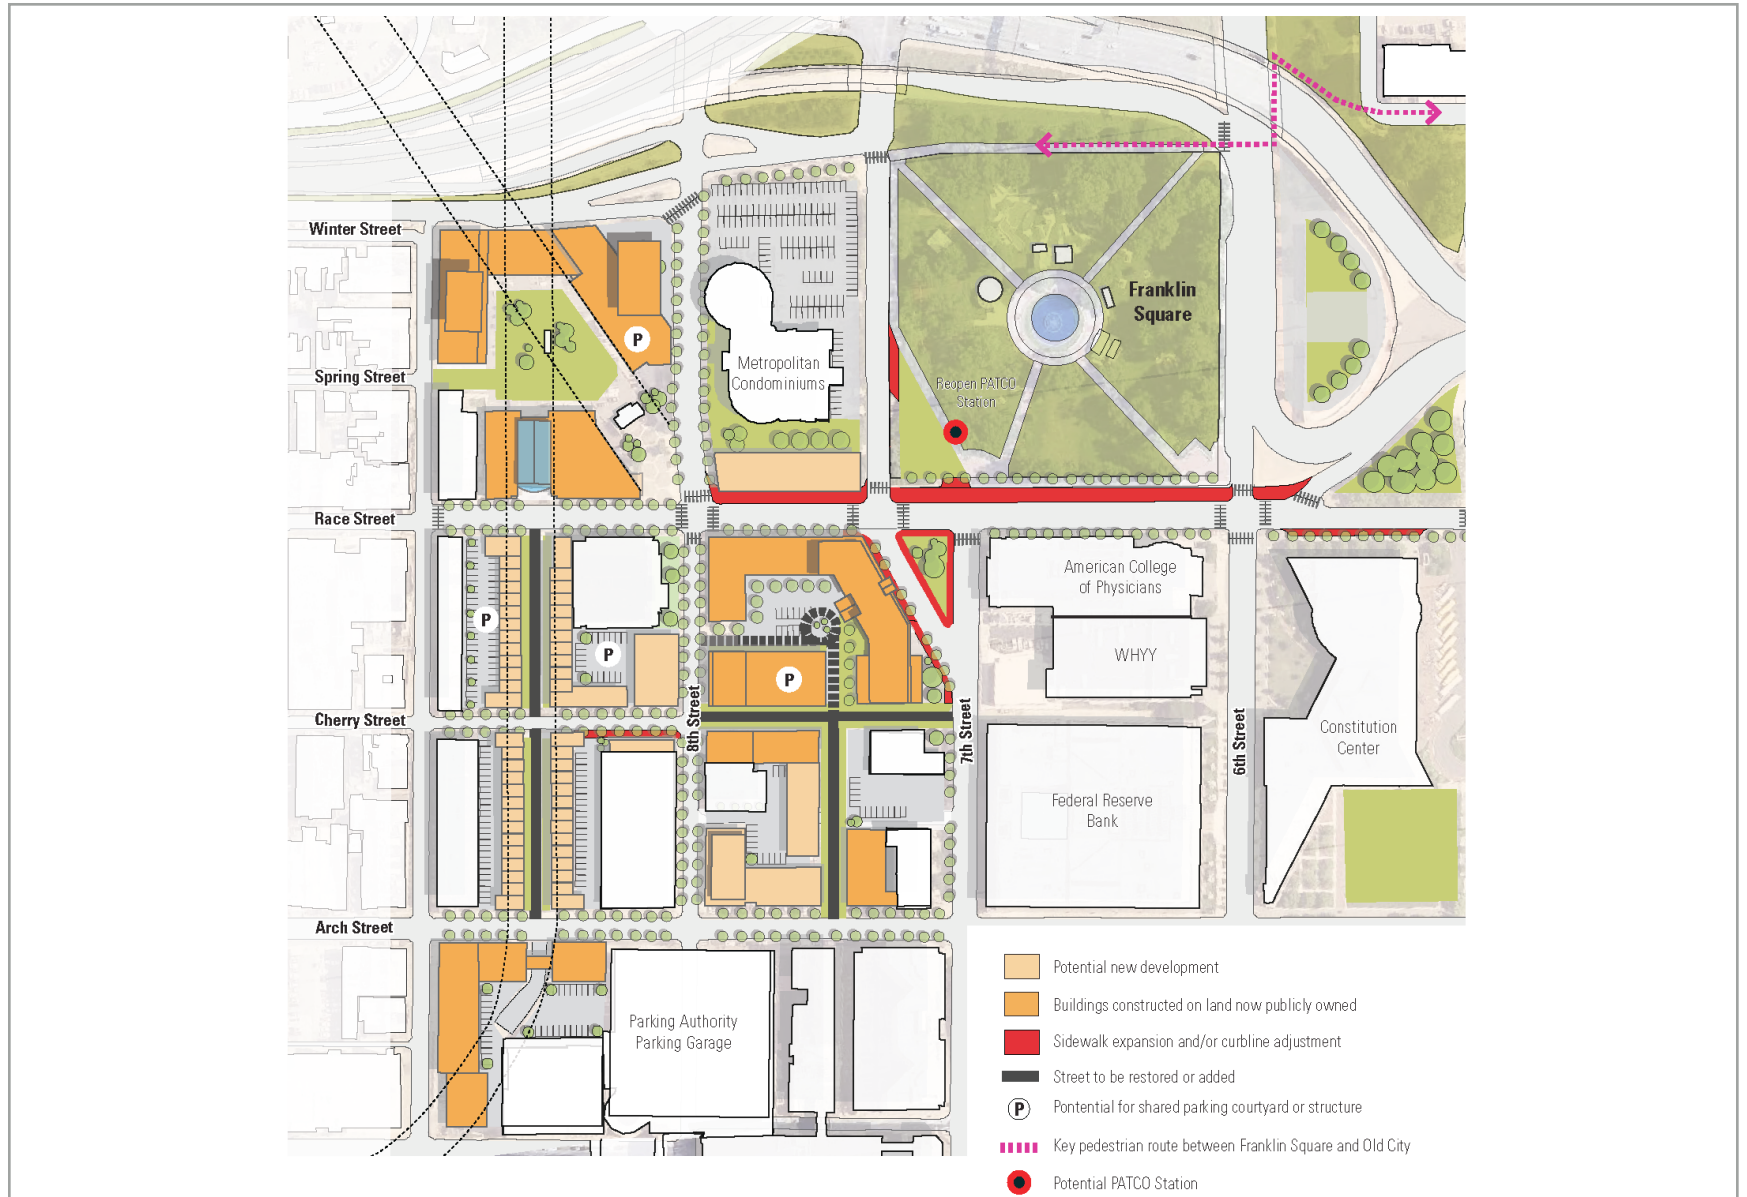 Winter Street
Spring Street
Race Street
Cherry Street
Arch Street
8th Street
7th Street
6th Street
Franklin
Square
Metropolitan
Condominiums
Reopen PATCO
Station
P
P
P
P
American College
of Physicians
WHYY
Constitution
Center
Federal Reserve
Bank
Parking Authority
Parking Garage
Potential new development
Buildings constructed on land now publicly owned
Sidewalk expansion and/or curbline adjustment
Street to be restored or added
P
Pontential for shared parking courtyard or structure
Key pedestrian route between Franklin Square and Old City
Potential PATCO Station